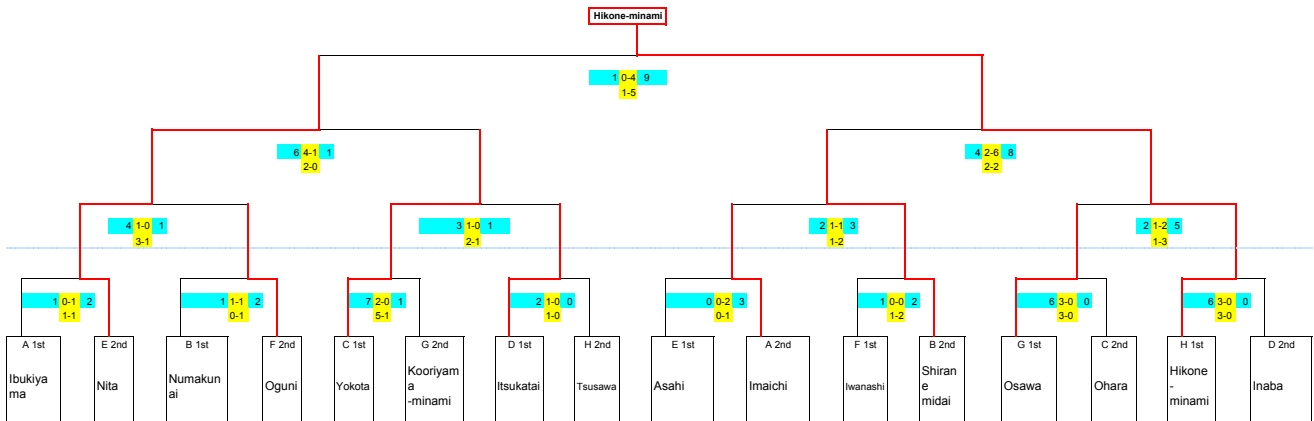 Hikone-minami
1 0-4 9
1-5
6 4-1 1
2-0
4 2-6 8
2-2
4 1-0 1
3-1
3 1-0 1
2-1
2 1-1 3
1-2
2 1-2 5
1-3
1 0-1 2
1-1
1 1-1 2
0-1
7 2-0 1
5-1
2 1-0 0
1-0
0 0-2 3
0-1
1 0-0 2
1-2
6 3-0 0
3-0
6 3-0 0
3-0
A 1st
Ibukiya
ma
E 2nd
Nita
B 1st
Numakun
ai
F 2nd
Oguni
C 1st
Yokota
G 2nd
Kooriyam
a
-minami
D 1st
Itsukatai
H 2nd
Tsusawa
E 1st
Asahi
A 2nd
Imaichi
F 1st
Iwanashi
B 2nd
Shiran
e
midai
G 1st
Osawa
C 2nd
Ohara
H 1st
Hikone
-
minami
D 2nd
Inaba